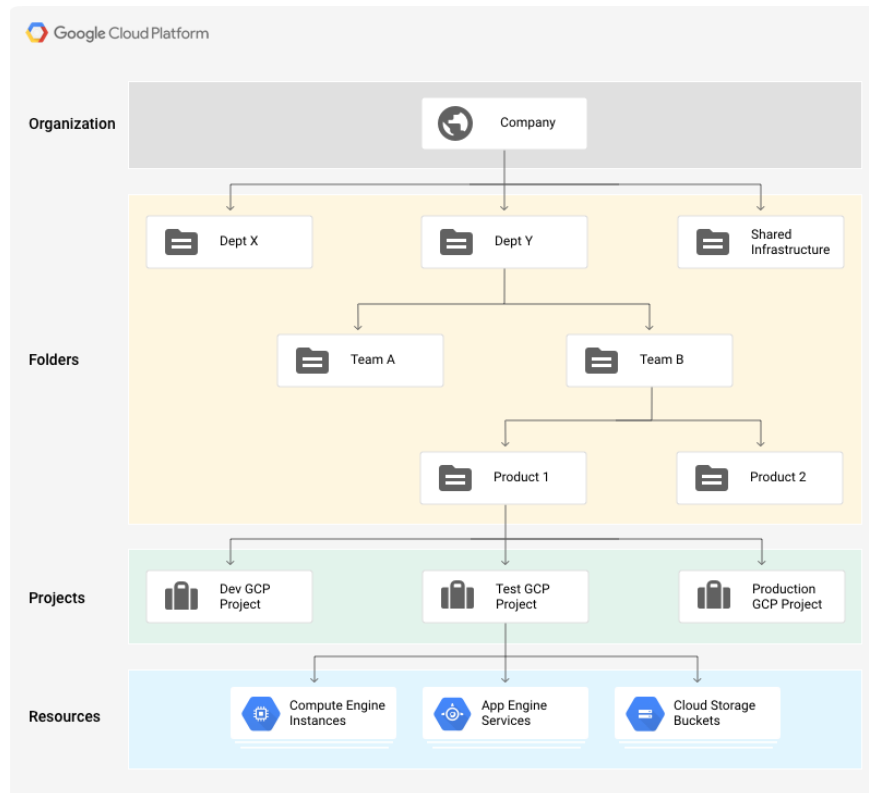 Google Cloud Platform
Organization
Company
Dept X
Dept Y
Shared
Infrastructure
Folders
Team A
Team B
Product 1
Product 2
Projects
Dev GCP
Project
Test GCP
Project
Production
GCP Project
Resources
Compute Engine
Instances
App Engine
Services
Cloud Storage
Buckets